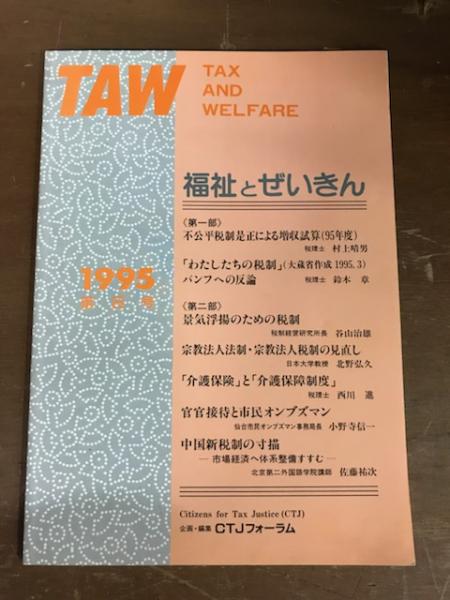 TAW
TAX
AND
WELFARE
福祉とぜいきん
1995
〈第一部〉
不公平税制是正による増収試算(95年度)
税理士 村上晴男
「わたしたちの税制」(大蔵省作成 1995.3)
パンフへの反論 税理士 鈴木 章
〈第二部〉
景気浮揚のための税制
税制経営研究所長 谷山治雄
宗教法人法制・宗教法人税制の見直し
日本大学教授 北野弘久
「介護保険」と「介護保障制度」
税理士 西川 進
官官接待と市民オンブズマン
仙台市民オンブズマン事務局長 小野寺信一
中国新税制の寸描
―市場経済へ体系整備すすむ―
北京第二外国語学院講師 佐藤祐次
Citizens for Tax Justice(CTJ)
企画・編集 CTJフォーラム